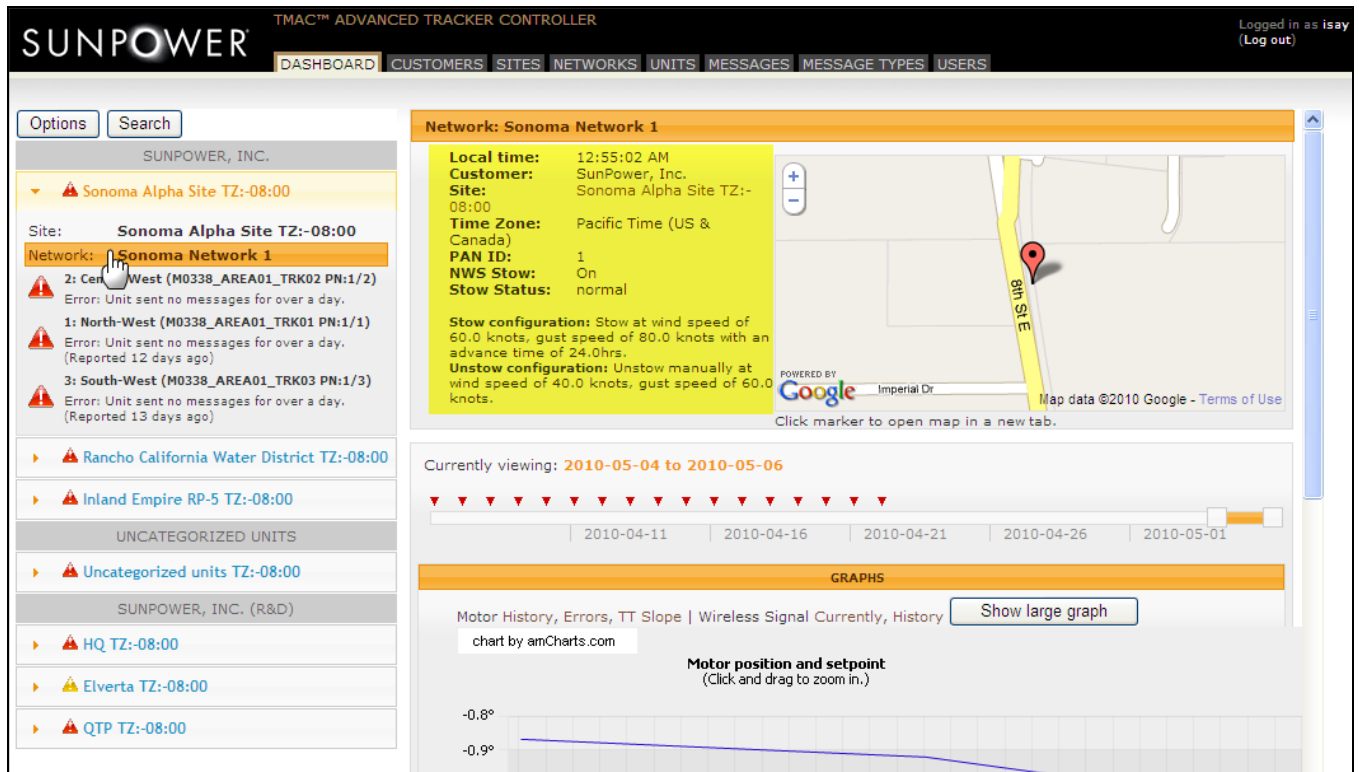 SUNPOWER
TMAC™ ADVANCED TRACKER CONTROLLER
Logged in as isay
(Log out)
DASHBOARD CUSTOMERS SITES NETWORKS UNITS MESSAGES MESSAGE TYPES USERS
Options Search
SUNPOWER, INC.
Sonoma Alpha Site TZ:-08:00
Site: Sonoma Alpha Site TZ:-08:00
Network: Sonoma Network 1
2: Cen West (M0338_AREA01_TRK02 PN:1/2)
Error: Unit sent no messages for over a day.
1: North-West (M0338_AREA01_TRK01 PN:1/1)
Error: Unit sent no messages for over a day.
(Reported 12 days ago)
3: South-West (M0338_AREA01_TRK03 PN:1/3)
Error: Unit sent no messages for over a day.
(Reported 13 days ago)
Rancho California Water District TZ:-08:00
Inland Empire RP-5 TZ:-08:00
UNCATEGORIZED UNITS
Uncategorized units TZ:-08:00
SUNPOWER, INC. (R&D)
HQ TZ:-08:00
Elverta TZ:-08:00
QTP TZ:-08:00
Network: Sonoma Network 1
Local time: 12:55:02 AM
Customer: SunPower, Inc.
Site: Sonoma Alpha Site TZ:-
08:00
Time Zone: Pacific Time (US &
Canada)
PAN ID: 1
NWS Stow: On
Stow Status: normal
Stow configuration: Stow at wind speed of
60.0 knots, gust speed of 80.0 knots with an
advance time of 24.0hrs.
Unstow configuration: Unstow manually at
wind speed of 40.0 knots, gust speed of 60.0
knots.
+
-
8th St E
Imperial Dr
POWERED BY
Google
Map data ©2010 Google - Terms of Use
Click marker to open map in a new tab.
Currently viewing: 2010-05-04 to 2010-05-06
2010-04-11 2010-04-16 2010-04-21 2010-04-26 2010-05-01
GRAPHS
Motor History, Errors, TT Slope | Wireless Signal Currently, History Show large graph
chart by amCharts.com
Motor position and setpoint
(Click and drag to zoom in.)
-0.8°
-0.9°